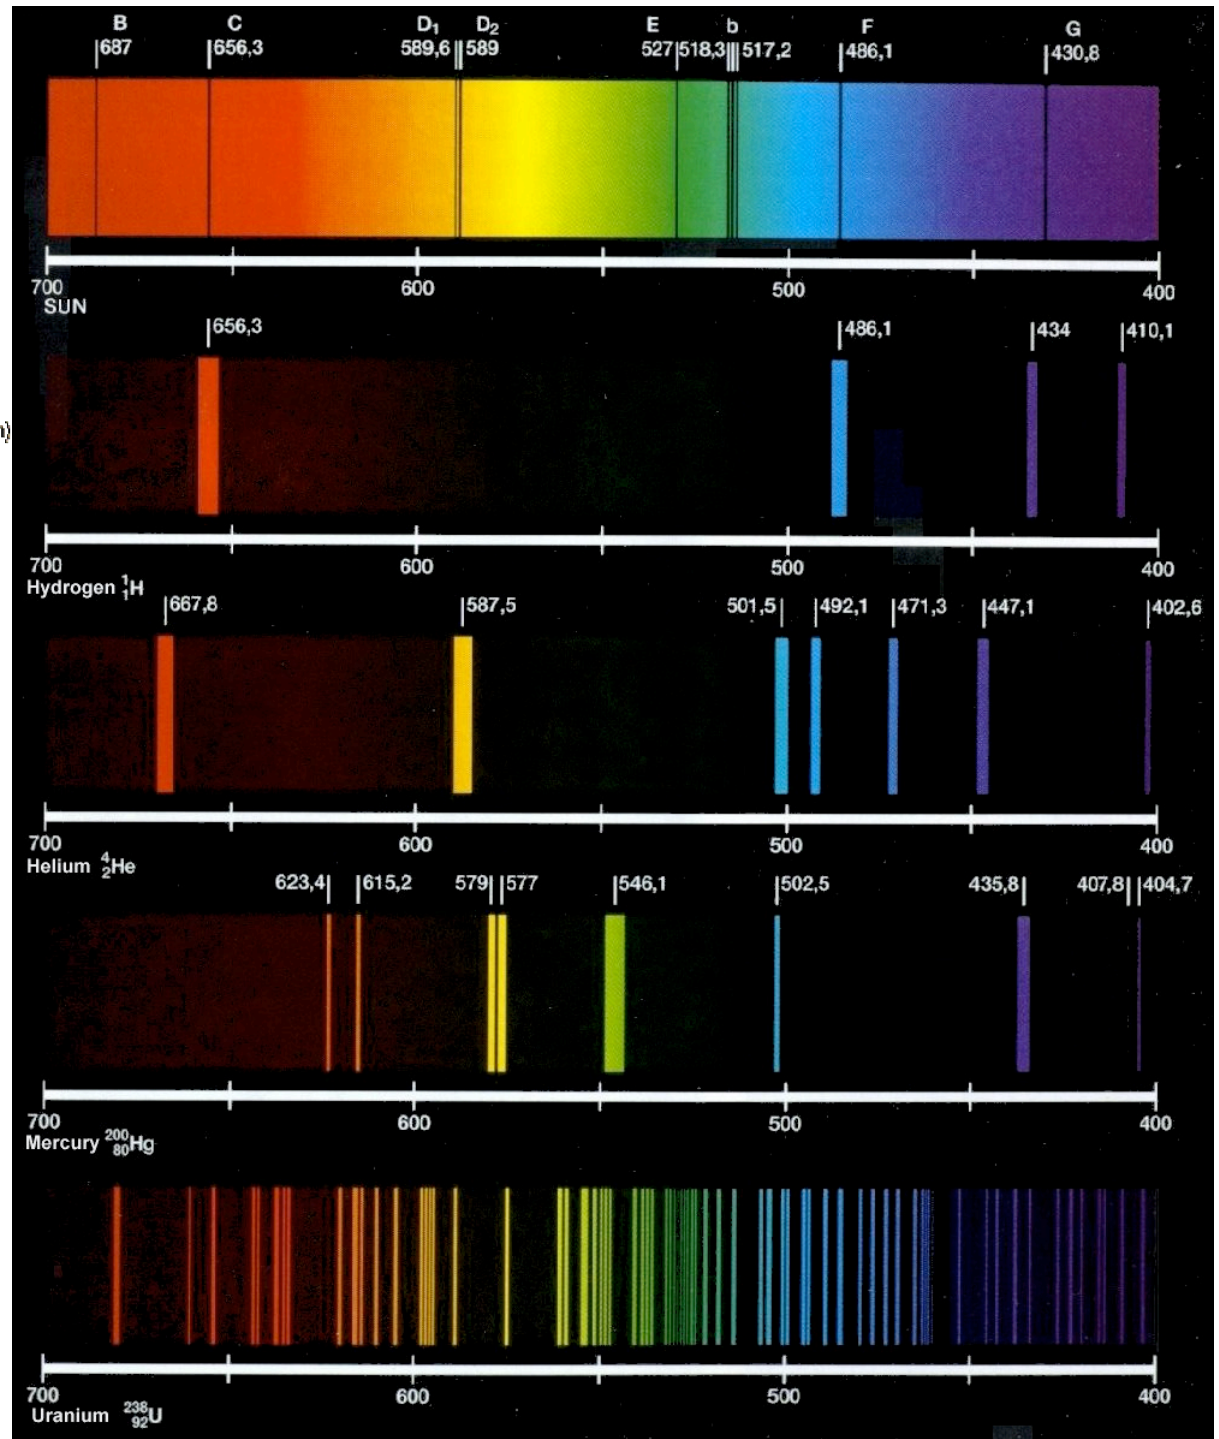 B C D1 D2 E b F G
687 656,3 589,6 589 527 518,3 517,2 486,1 430,8
700 600 500 400
SUN
656,3 486,1 434 410,1
700 600 500 400
Hydrogen 1 1 H
667,8 587,5 501,5 492,1 471,3 447,1 402,6
700 600 500 400
Helium 4 2 He
623,4 615,2 579 577 546,1 502,5 435,8 407,8 404,7
700 600 500 400
Mercury 200 80 Hg
700 600 500 400
Uranium 238 92 U